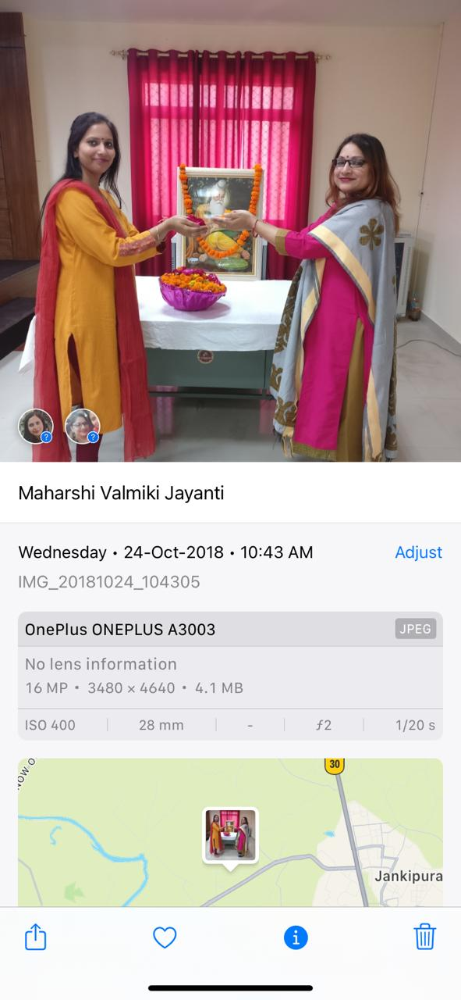 Maharshi Valmiki Jayanti
Wednesday • 24-Oct-2018 • 10:43 AM Adjust
IMG_20181024_104305
OnePlus ONEPLUS A3003 JPEG
No lens information
16 MP • 3480 × 4640 • 4.1 MB
ISO 400 28 mm - ƒ2 1/20 s
30
Jankipura